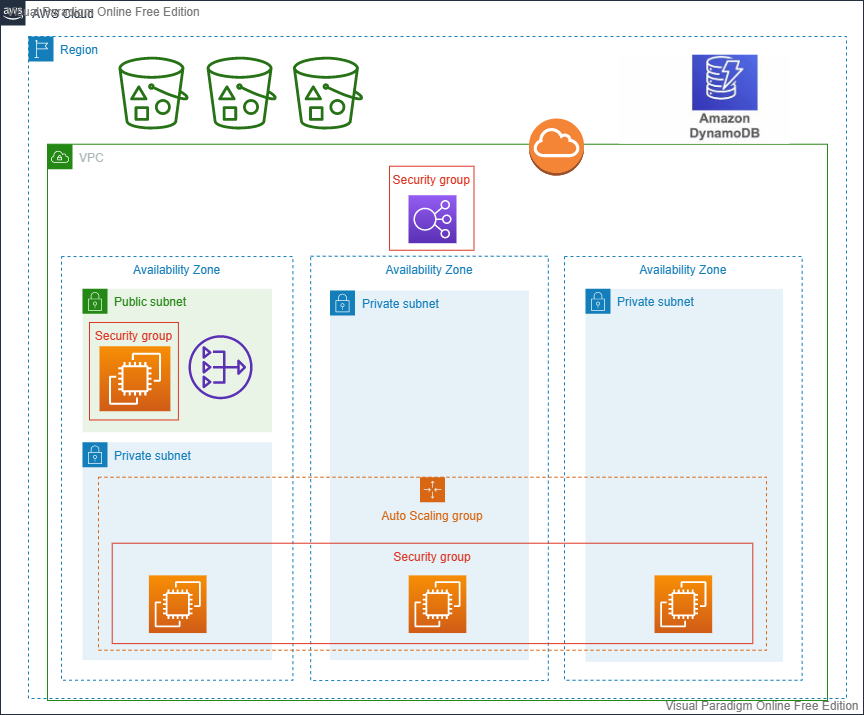 Visual Paradigm Online Free Edition
aws
AWS Cloud
Region
Amazon
DynamoDB
VPC
Security group
Availability Zone
Availability Zone
Availability Zone
Public subnet
Private subnet
Private subnet
Security group
Private subnet
Auto Scaling group
Security group
Visual Paradigm Online Free Edition